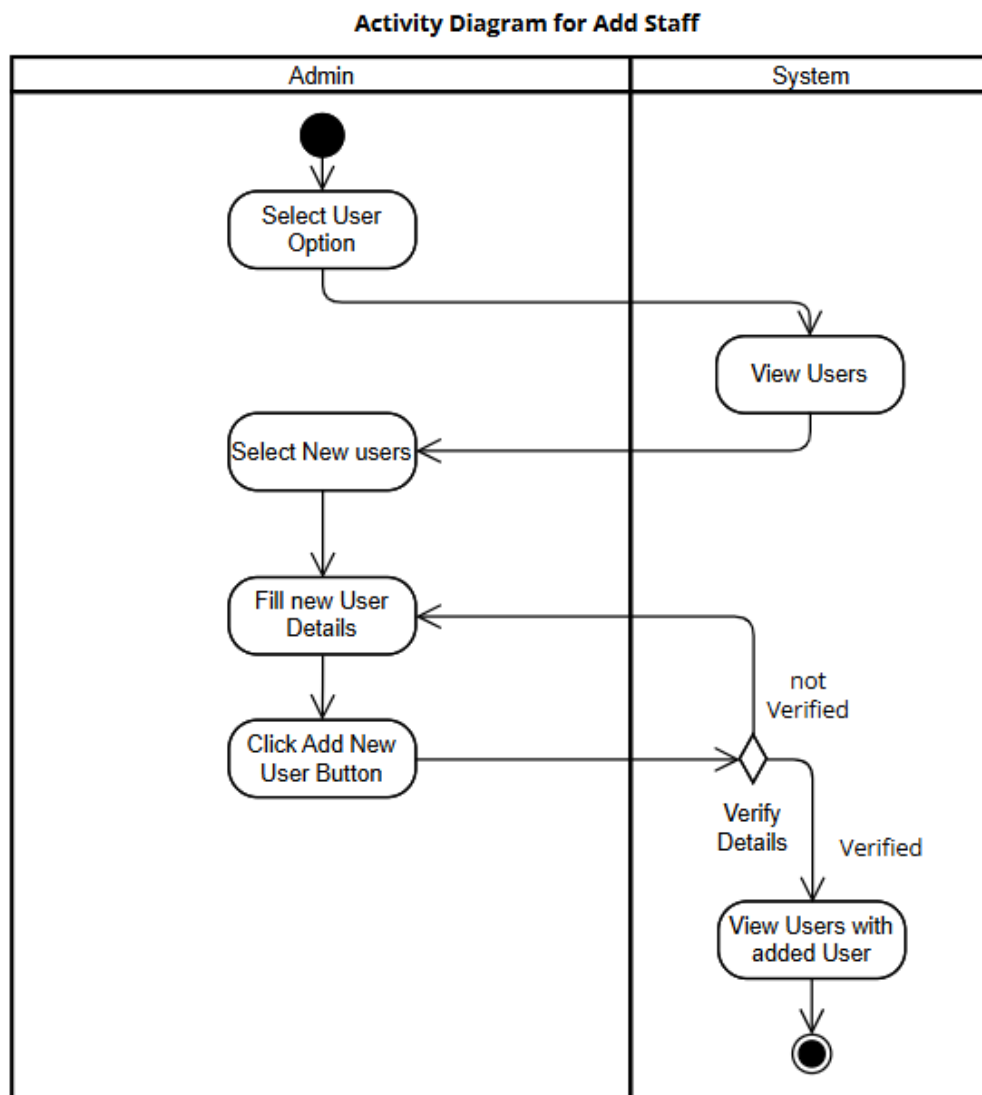 Activity Diagram for Add Staff
Admin
System
Select User
Option
View Users
Select New users
Fill new User
Details
not
Verified
Click Add New
User Button
Verify
Details
Verified
View Users with
added User